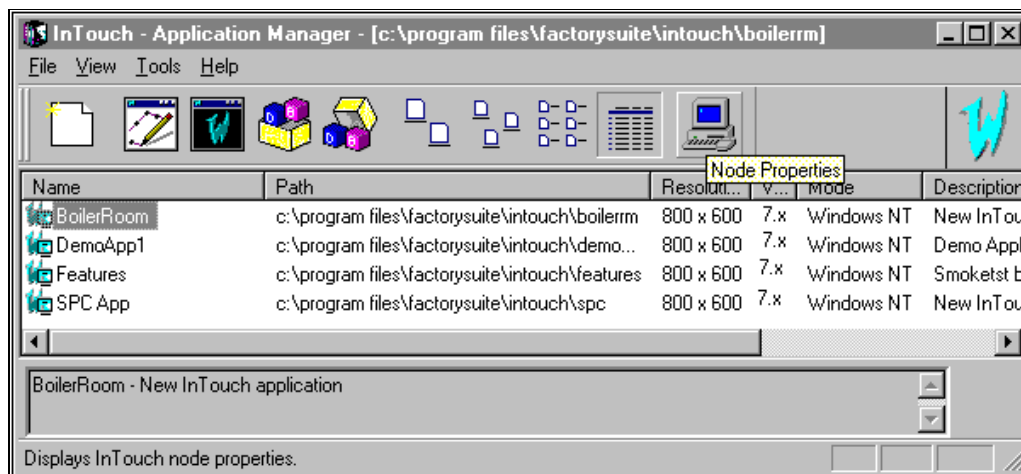 InTouch - Application Manager - [c:\program files\factorysuite\intouch\boilerrm]
File View Tools Help
Node Properties
Name Path Resoluti... V... Mode Description
BoilerRoom c:\program files\factorysuite\intouch\boilerrm 800 x 600 7.x Windows NT New InTou
DemoApp1 c:\program files\factorysuite\intouch\demo... 800 x 600 7.x Windows NT Demo Appl
Features c:\program files\factorysuite\intouch\features 800 x 600 7.x Windows NT Smoketst b
SPC App c:\program files\factorysuite\intouch\spc 800 x 600 7.x Windows NT New InTou
BoilerRoom - New InTouch application
Displays InTouch node properties.